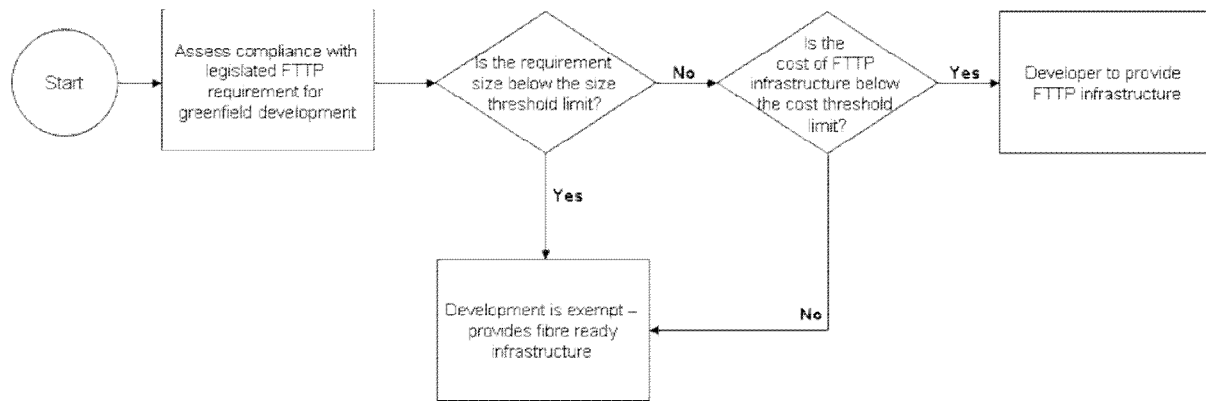 Start
Assess compliance with
legislated FTTP
requirement for
greenfield development
Is the requirement
size below the size
threshold limit?
No
Is the
cost of FTTP
infrastructure below
the cost threshold
limit?
Yes
Developer to provide
FTTP infrastructure
Yes
Development is exempt –
provides fibre ready
infrastructure
No